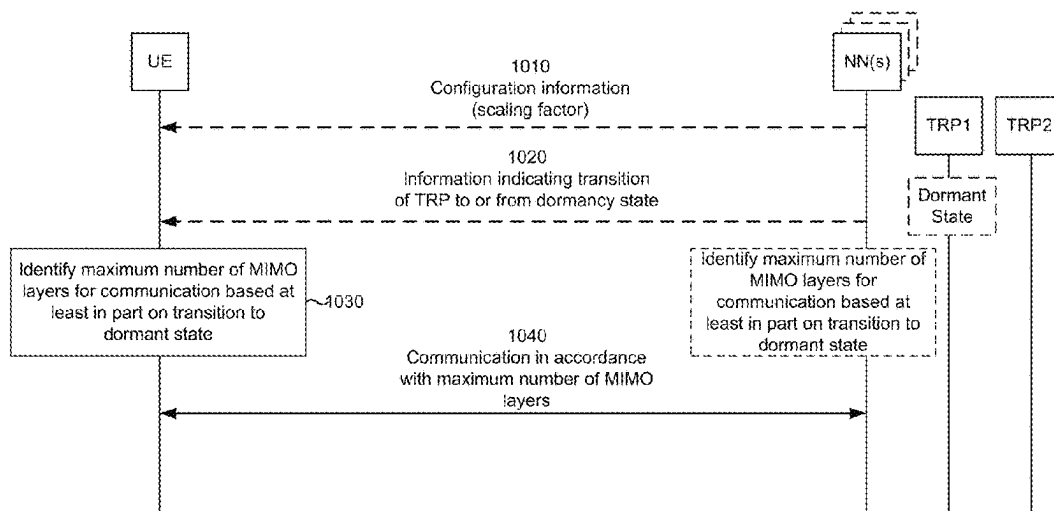 UE
NN(s)
TRP1
TRP2
1010
Configuration information
(scaling factor)
1020
Information indicating transition
of TRP to or from dormancy state
Dormant
State
Identify maximum number of MIMO
layers for communication based at
least in part on transition to
dormant state
1030
Identify maximum number of
MIMO layers for
communication based at
least in part on transition to
dormant state
1040
Communication in accordance
with maximum number of MIMO
layers